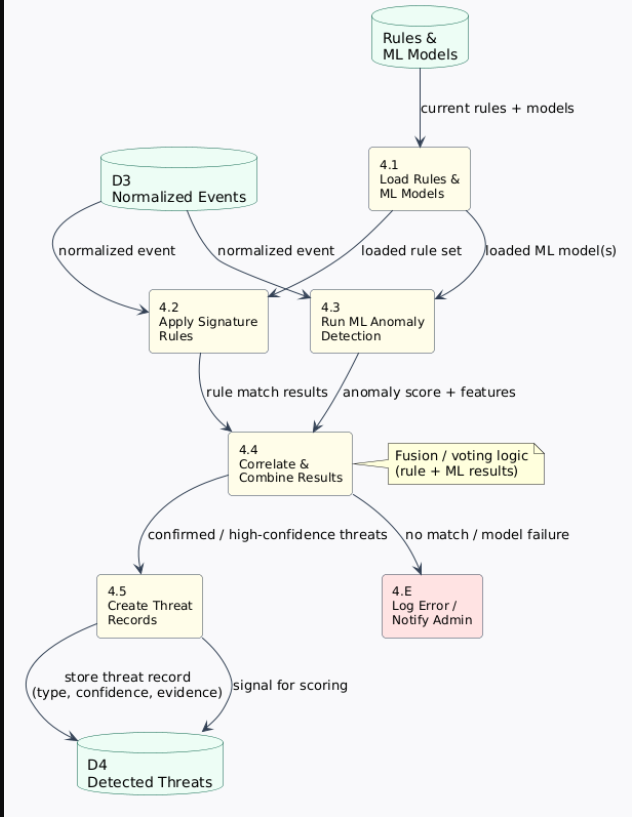 Rules &
ML Models
current rules + models
4.1
Load Rules &
ML Models
D3
Normalized Events
normalized event
normalized event
loaded rule set
loaded ML model(s)
4.2
Apply Signature
Rules
4.3
Run ML Anomaly
Detection
rule match results
anomaly score + features
4.4
Correlate &
Combine Results
Fusion / voting logic
(rule + ML results)
confirmed / high-confidence threats
no match / model failure
4.5
Create Threat
Records
4.E
Log Error /
Notify Admin
store threat record
(type, confidence, evidence)
signal for scoring
D4
Detected Threats